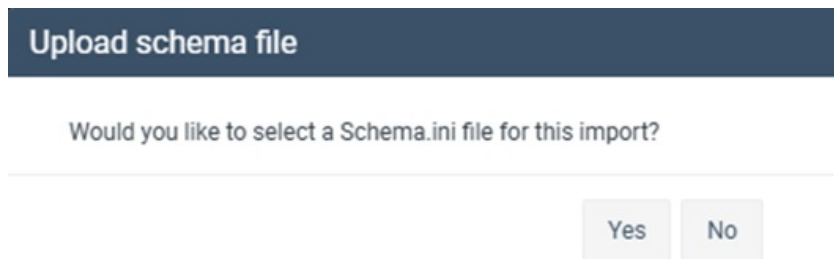 Upload schema file
Would you like to select a Schema.ini file for this import?
Yes No